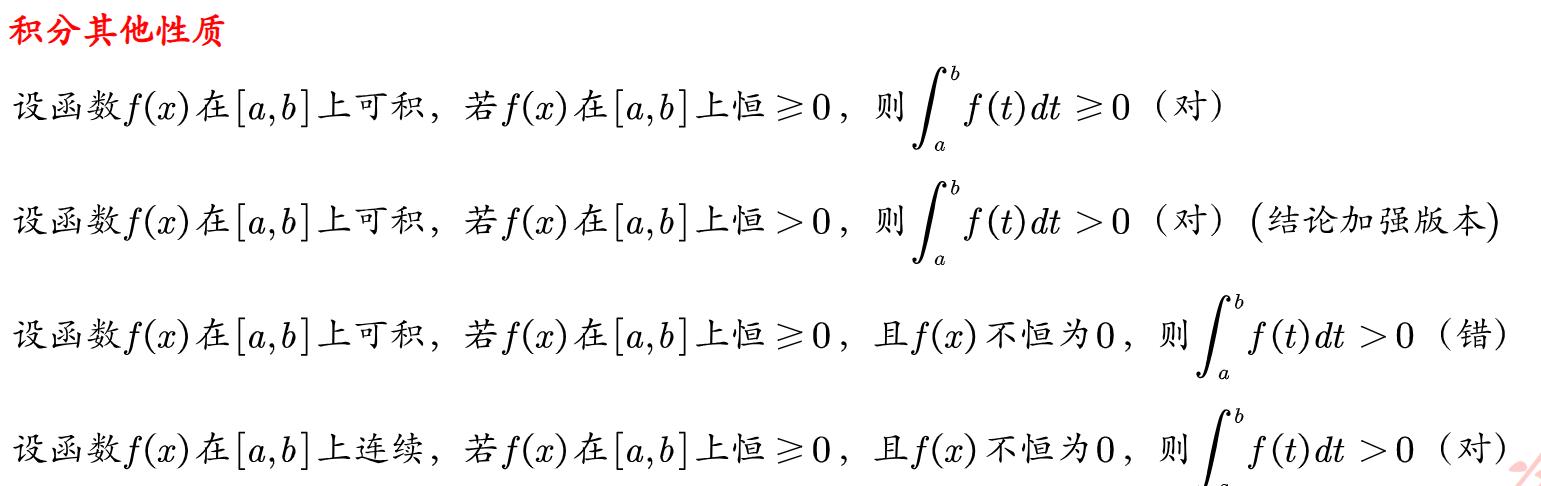 积分其他性质
设函数f(x)在[a,b]上可积，若f(x)在[a,b]上恒≥0，则∫_a^b f(t)dt≥0（对）
设函数f(x)在[a,b]上可积，若f(x)在[a,b]上恒>0，则∫_a^b f(t)dt>0（对）(结论加强版本)
设函数f(x)在[a,b]上可积，若f(x)在[a,b]上恒≥0，且f(x)不恒为0，则∫_a^b f(t)dt>0（错）
设函数f(x)在[a,b]上连续，若f(x)在[a,b]上恒≥0，且f(x)不恒为0，则∫_a^b f(t)dt>0（对）